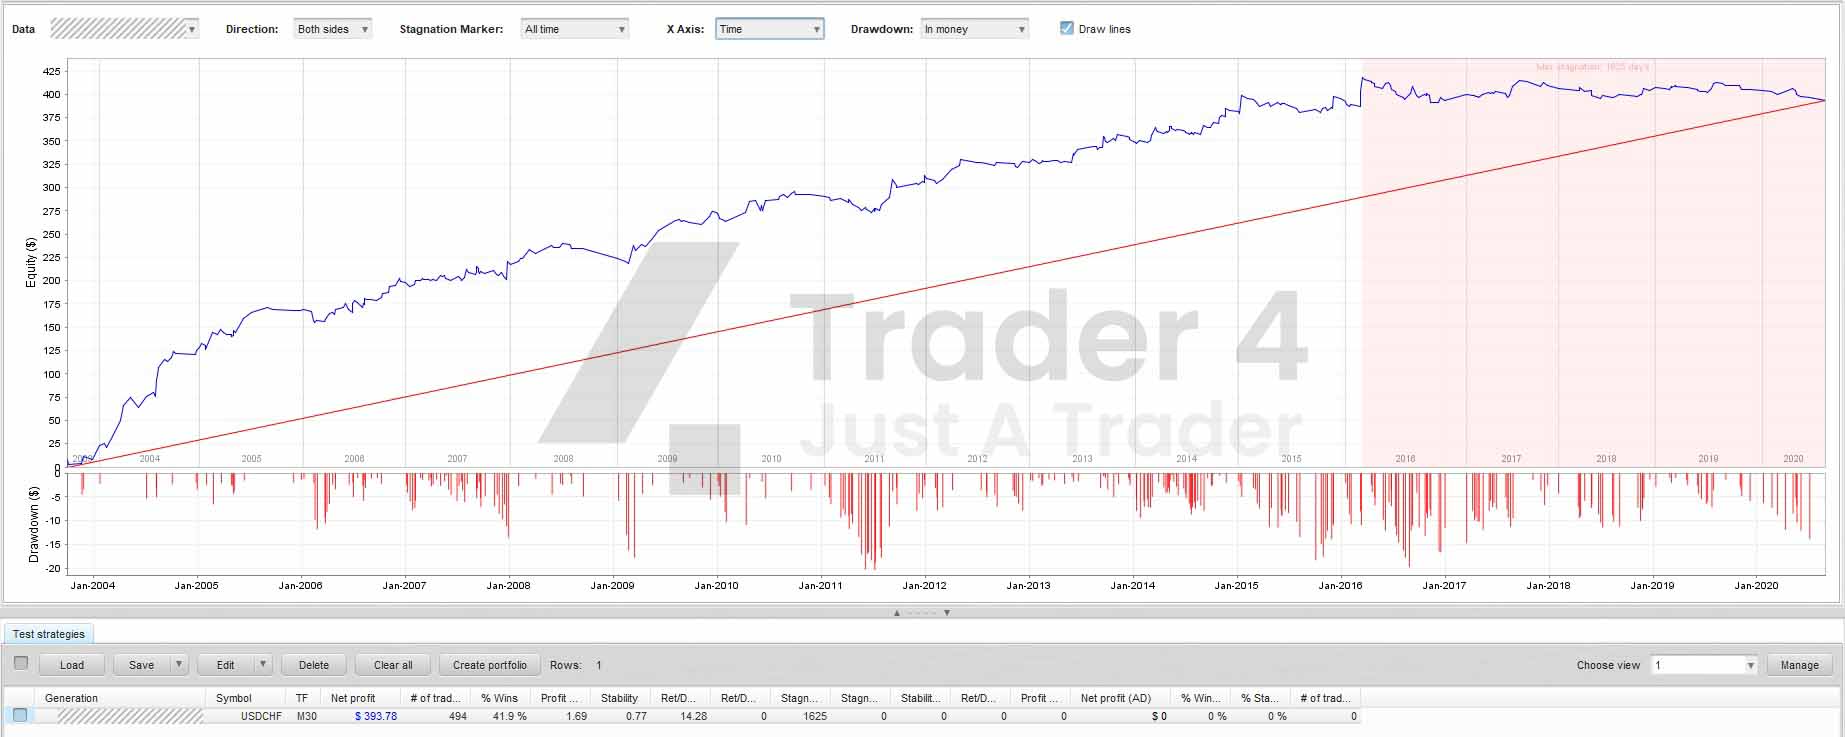 Data Direction: Both sides Stagnation Marker: All time X Axis: Time Drawdown: In money Draw lines
Max stagnation: 1625 days
425
400
375
350
325
300
275
250
225
200
175
150
125
100
75
50
25
0
Equity ($)
Trader 4
Just A Trader
2003 2004 2005 2006 2007 2008 2009 2010 2011 2012 2013 2014 2015 2016 2017 2018 2019 2020
0
-5
-10
-15
-20
Drawdown ($)
Jan-2004 Jan-2005 Jan-2006 Jan-2007 Jan-2008 Jan-2009 Jan-2010 Jan-2011 Jan-2012 Jan-2013 Jan-2014 Jan-2015 Jan-2016 Jan-2017 Jan-2018 Jan-2019 Jan-2020
Test strategies
Load Save Edit Delete Clear all Create portfolio Rows: 1 Choose view 1 Manage
Generation Symbol TF Net profit # of trad... % Wins Profit ... Stability Ret/D... Ret/D... Stagn... Stagn... Stabilit... Ret/D... Profit ... Net profit (AD) % Win... % Sta... # of trad...
USDCHF M30 $ 393.78 494 41.9 % 1.69 0.77 14.28 0 1625 0 0 0 0 $ 0 0 % 0 % 0